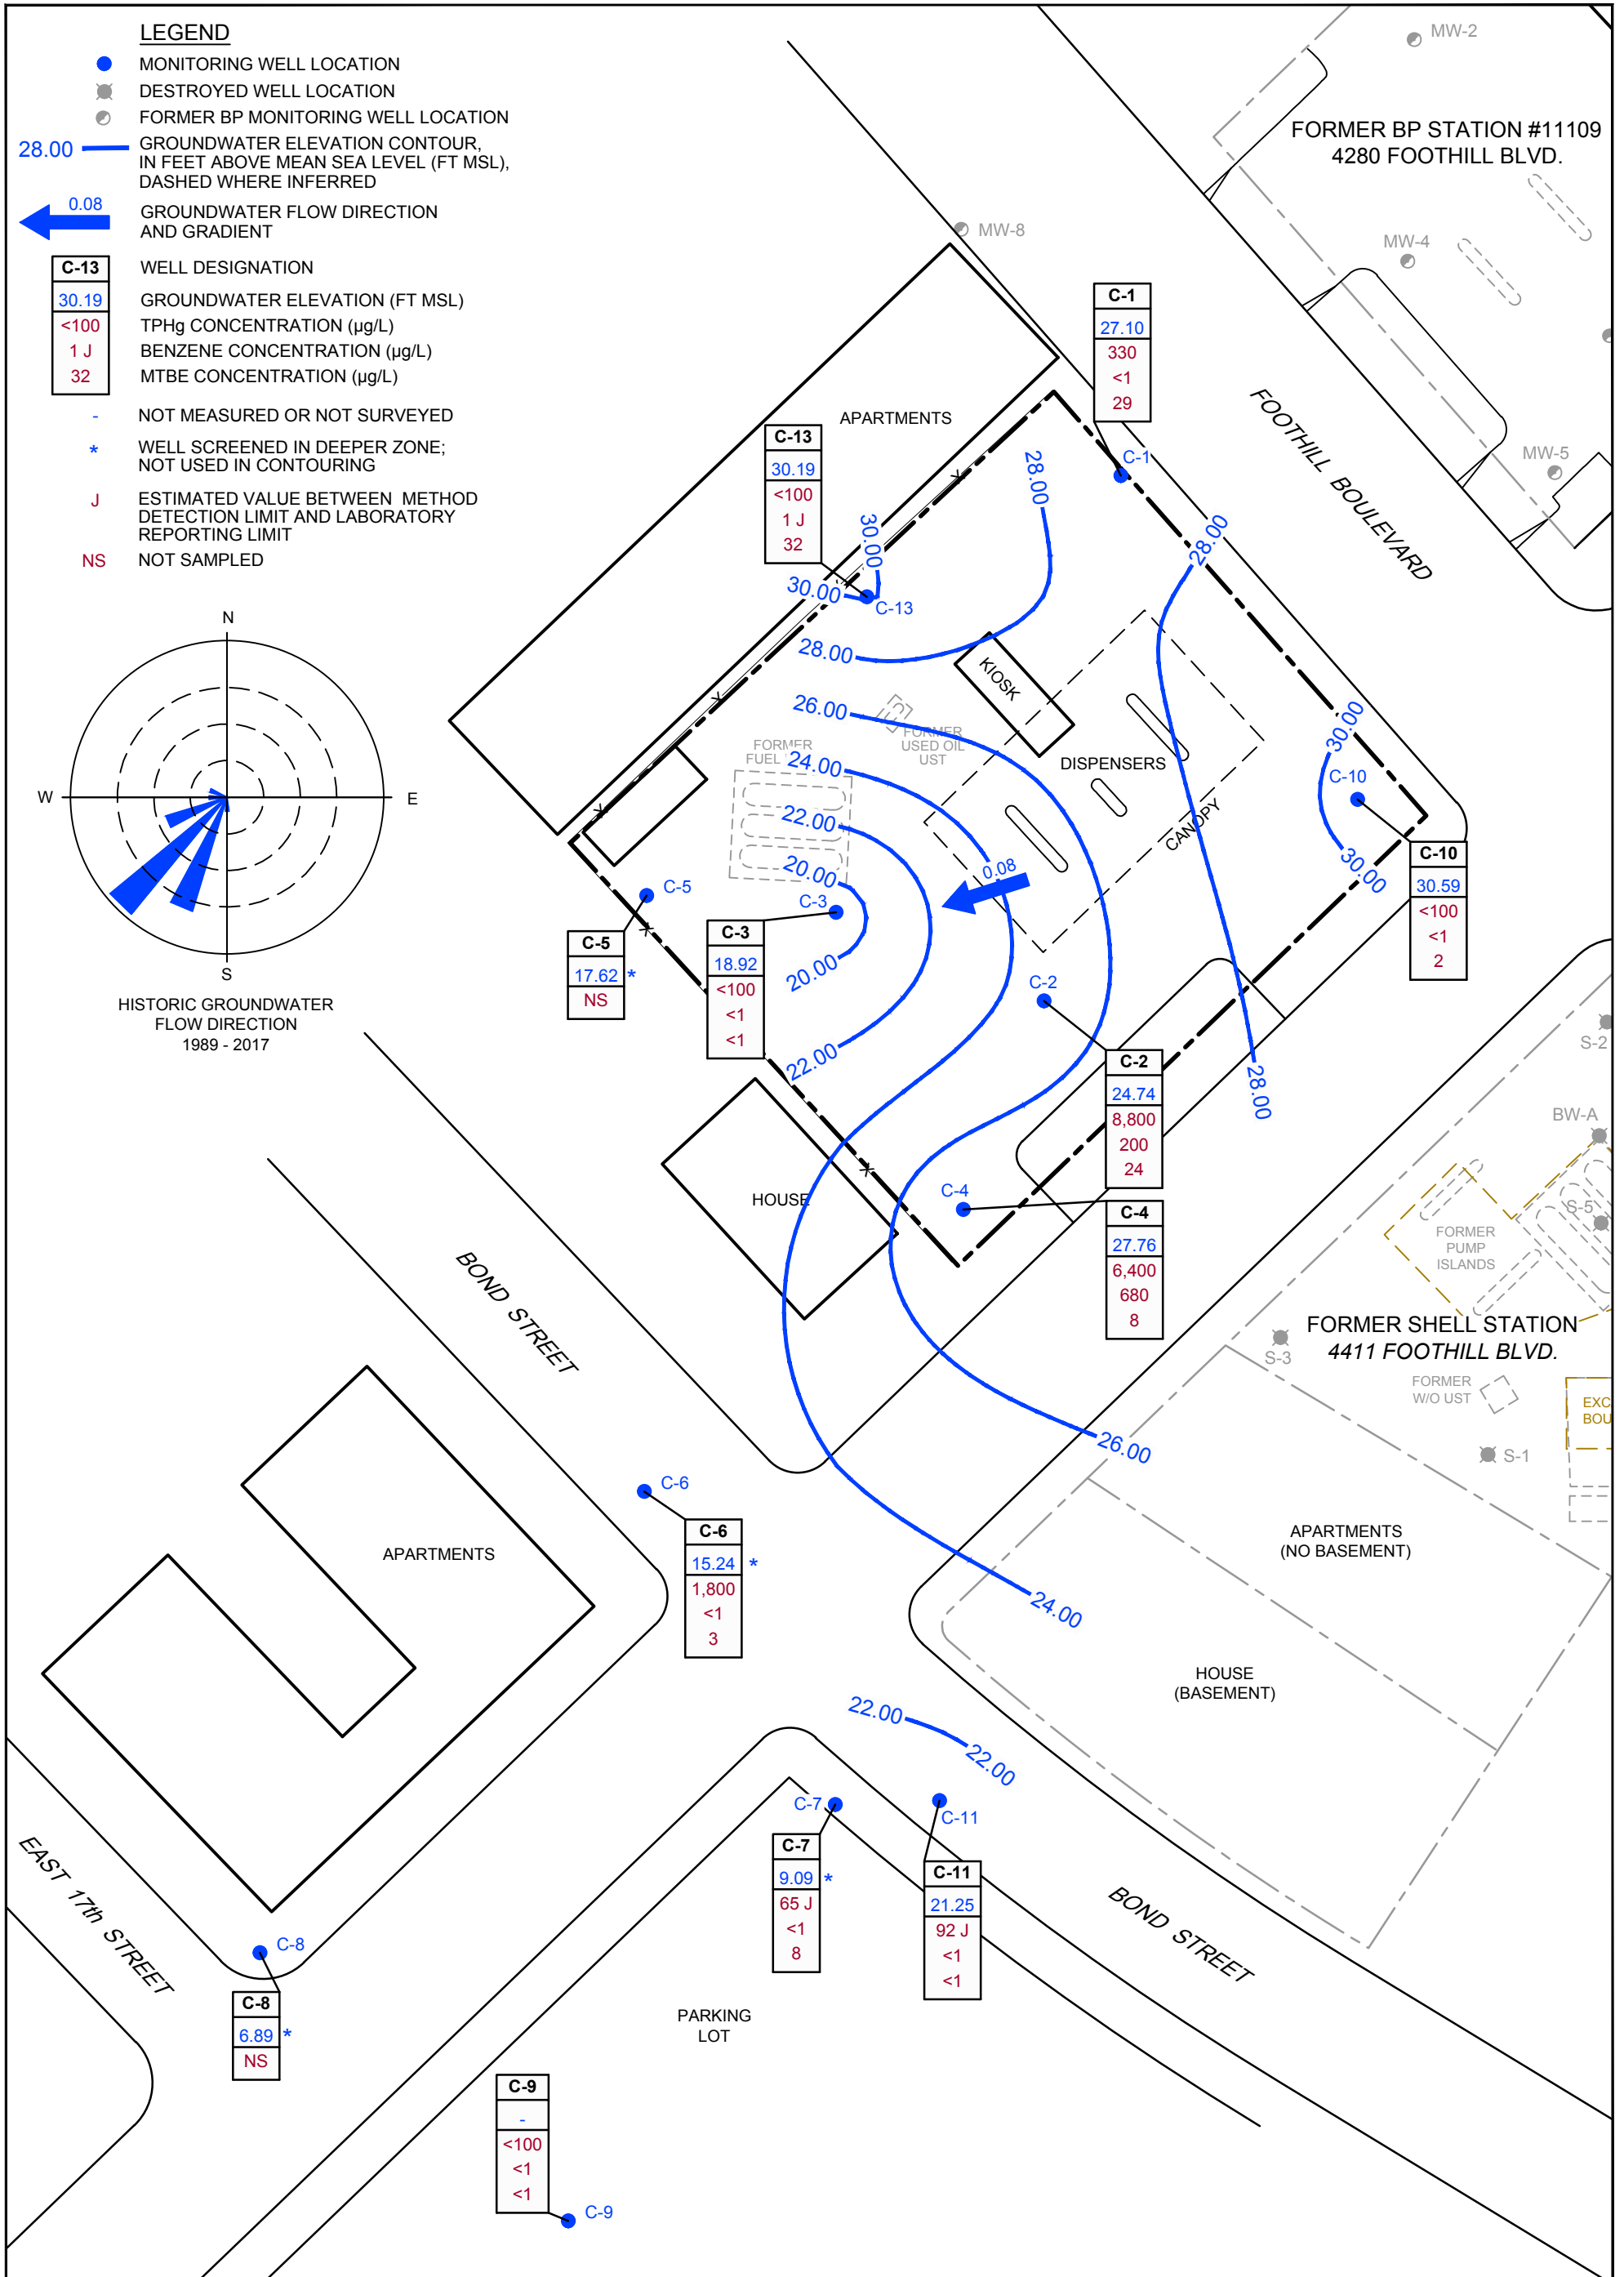 LEGEND
MONITORING WELL LOCATION
DESTROYED WELL LOCATION
FORMER BP MONITORING WELL LOCATION
28.00
GROUNDWATER ELEVATION CONTOUR,
IN FEET ABOVE MEAN SEA LEVEL (FT MSL),
DASHED WHERE INFERRED
0.08
GROUNDWATER FLOW DIRECTION
AND GRADIENT
C-13 WELL DESIGNATION
30.19 GROUNDWATER ELEVATION (FT MSL)
<100 TPHg CONCENTRATION (µg/L)
1 J BENZENE CONCENTRATION (µg/L)
32 MTBE CONCENTRATION (µg/L)
- NOT MEASURED OR NOT SURVEYED
* WELL SCREENED IN DEEPER ZONE;
NOT USED IN CONTOURING
J ESTIMATED VALUE BETWEEN METHOD
DETECTION LIMIT AND LABORATORY
REPORTING LIMIT
NS NOT SAMPLED
N
W
E
S
HISTORIC GROUNDWATER
FLOW DIRECTION
1989 - 2017
MW-2
FORMER BP STATION #11109
4280 FOOTHILL BLVD.
MW-8
MW-4
MW-5
FOOTHILL BOULEVARD
APARTMENTS
C-1
27.10
330
<1
29
C-1
C-13
30.19
<100
1 J
32
C-13
28.00
30.00
30.00
28.00
28.00
26.00
24.00
22.00
20.00
20.00
22.00
30.00
30.00
28.00
KIOSK
FORMER
USED OIL
UST
FORMER
FUEL
DISPENSERS
CANOPY
0.08
C-10
C-10
30.59
<100
<1
2
C-5
C-5
17.62 *
NS
C-3
C-3
18.92
<100
<1
<1
C-2
C-2
24.74
8,800
200
24
C-4
C-4
27.76
6,400
680
8
HOUSE
BOND STREET
S-2
BW-A
S-5
FORMER
PUMP
ISLANDS
FORMER SHELL STATION
4411 FOOTHILL BLVD.
S-3
FORMER
W/O UST
EXC
BOU
S-1
26.00
24.00
APARTMENTS
(NO BASEMENT)
HOUSE
(BASEMENT)
C-6
C-6
15.24 *
1,800
<1
3
APARTMENTS
22.00
22.00
C-7
C-7
9.09 *
65 J
<1
8
C-11
C-11
21.25
92 J
<1
<1
BOND STREET
EAST 17th STREET
C-8
C-8
6.89 *
NS
PARKING
LOT
C-9
-
<100
<1
<1
C-9